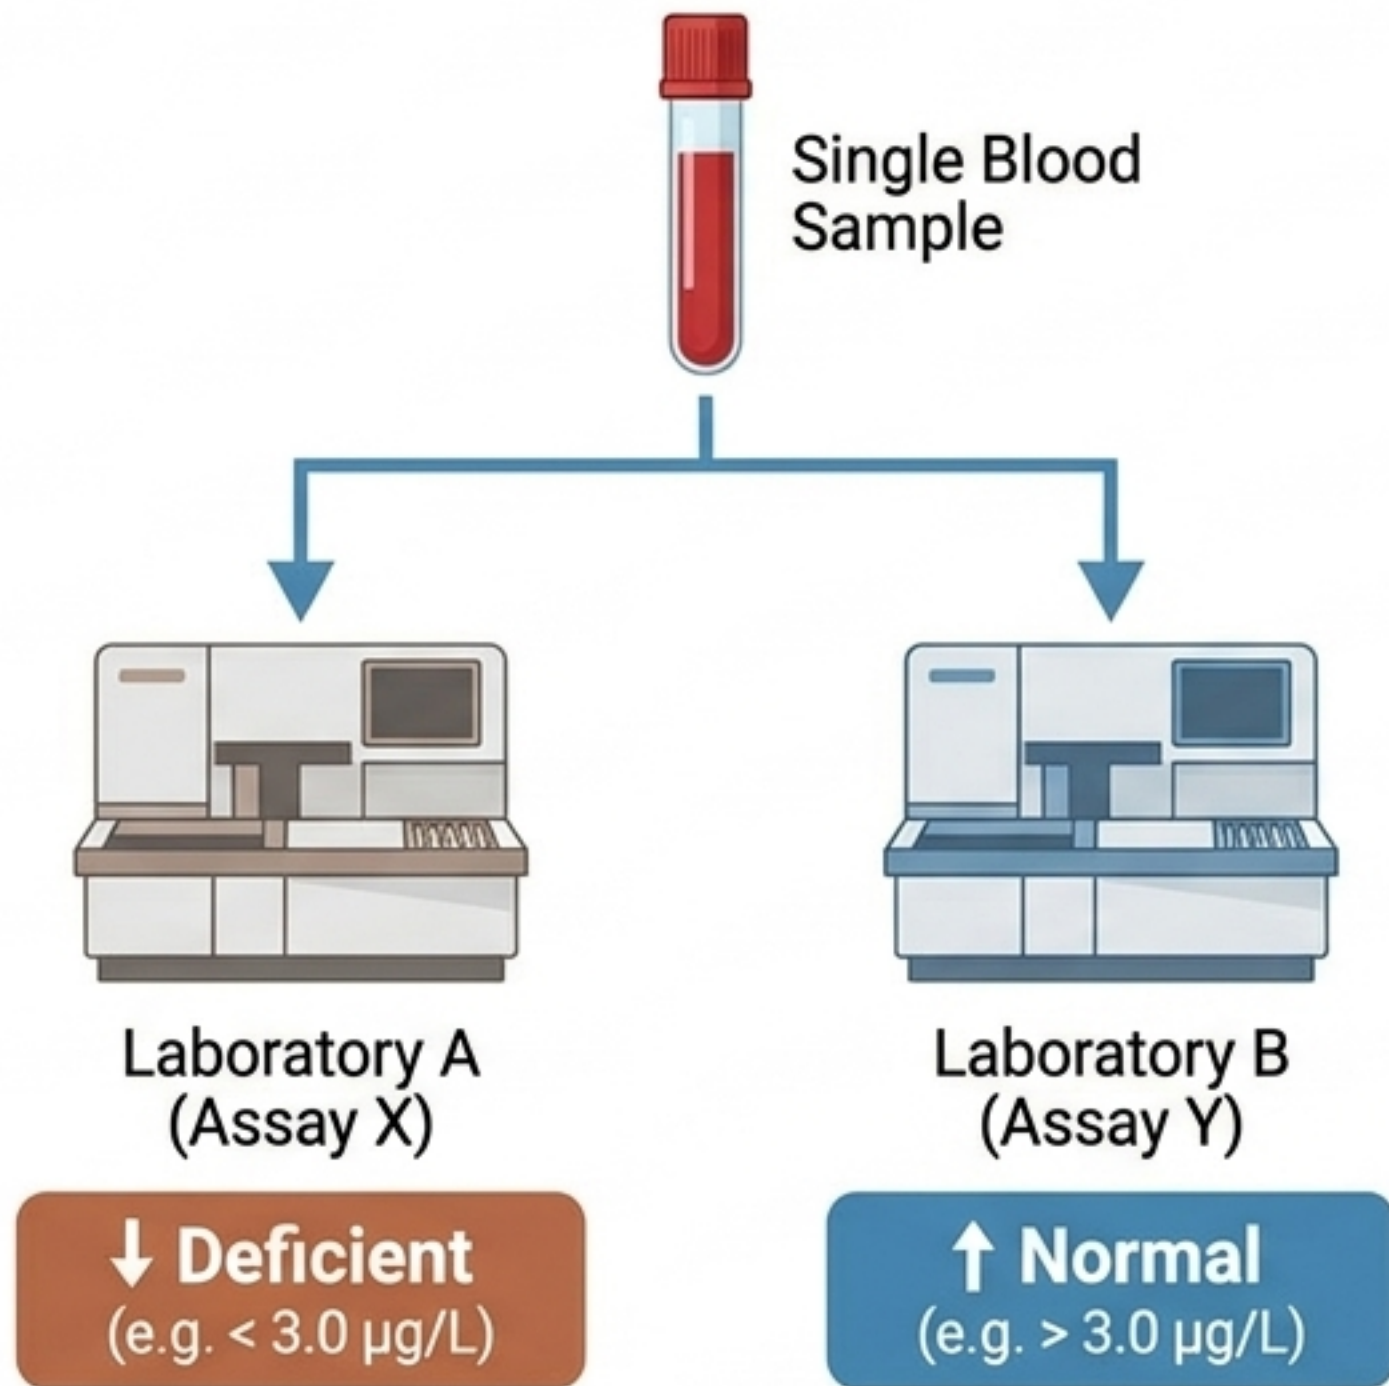 Single Blood
Sample
Laboratory A
(Assay X)
↓ Deficient
(e.g. < 3.0 µg/L)
Laboratory B
(Assay Y)
↑ Normal
(e.g. > 3.0 µg/L)